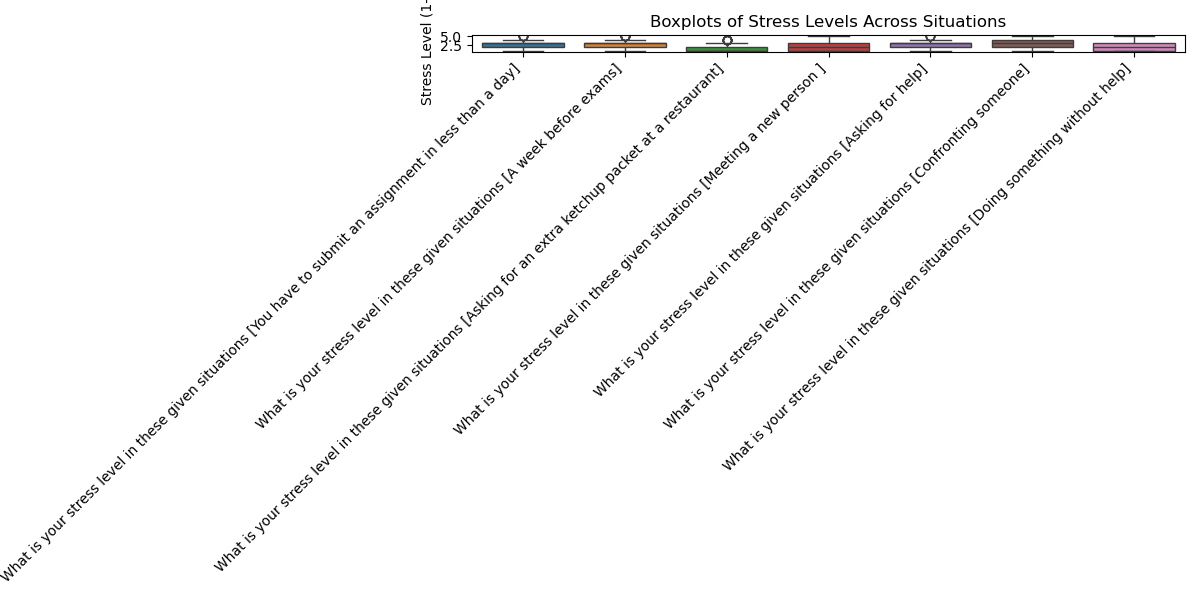 Boxplots of Stress Levels Across Situations
Stress Level (1-
5.0
2.5
What is your stress level in these given situations [You have to submit an assignment in less than a day]
What is your stress level in these given situations [A week before exams]
What is your stress level in these given situations [Asking for an extra ketchup packet at a restaurant]
What is your stress level in these given situations [Meeting a new person ]
What is your stress level in these given situations [Asking for help]
What is your stress level in these given situations [Confronting someone]
What is your stress level in these given situations [Doing something without help]